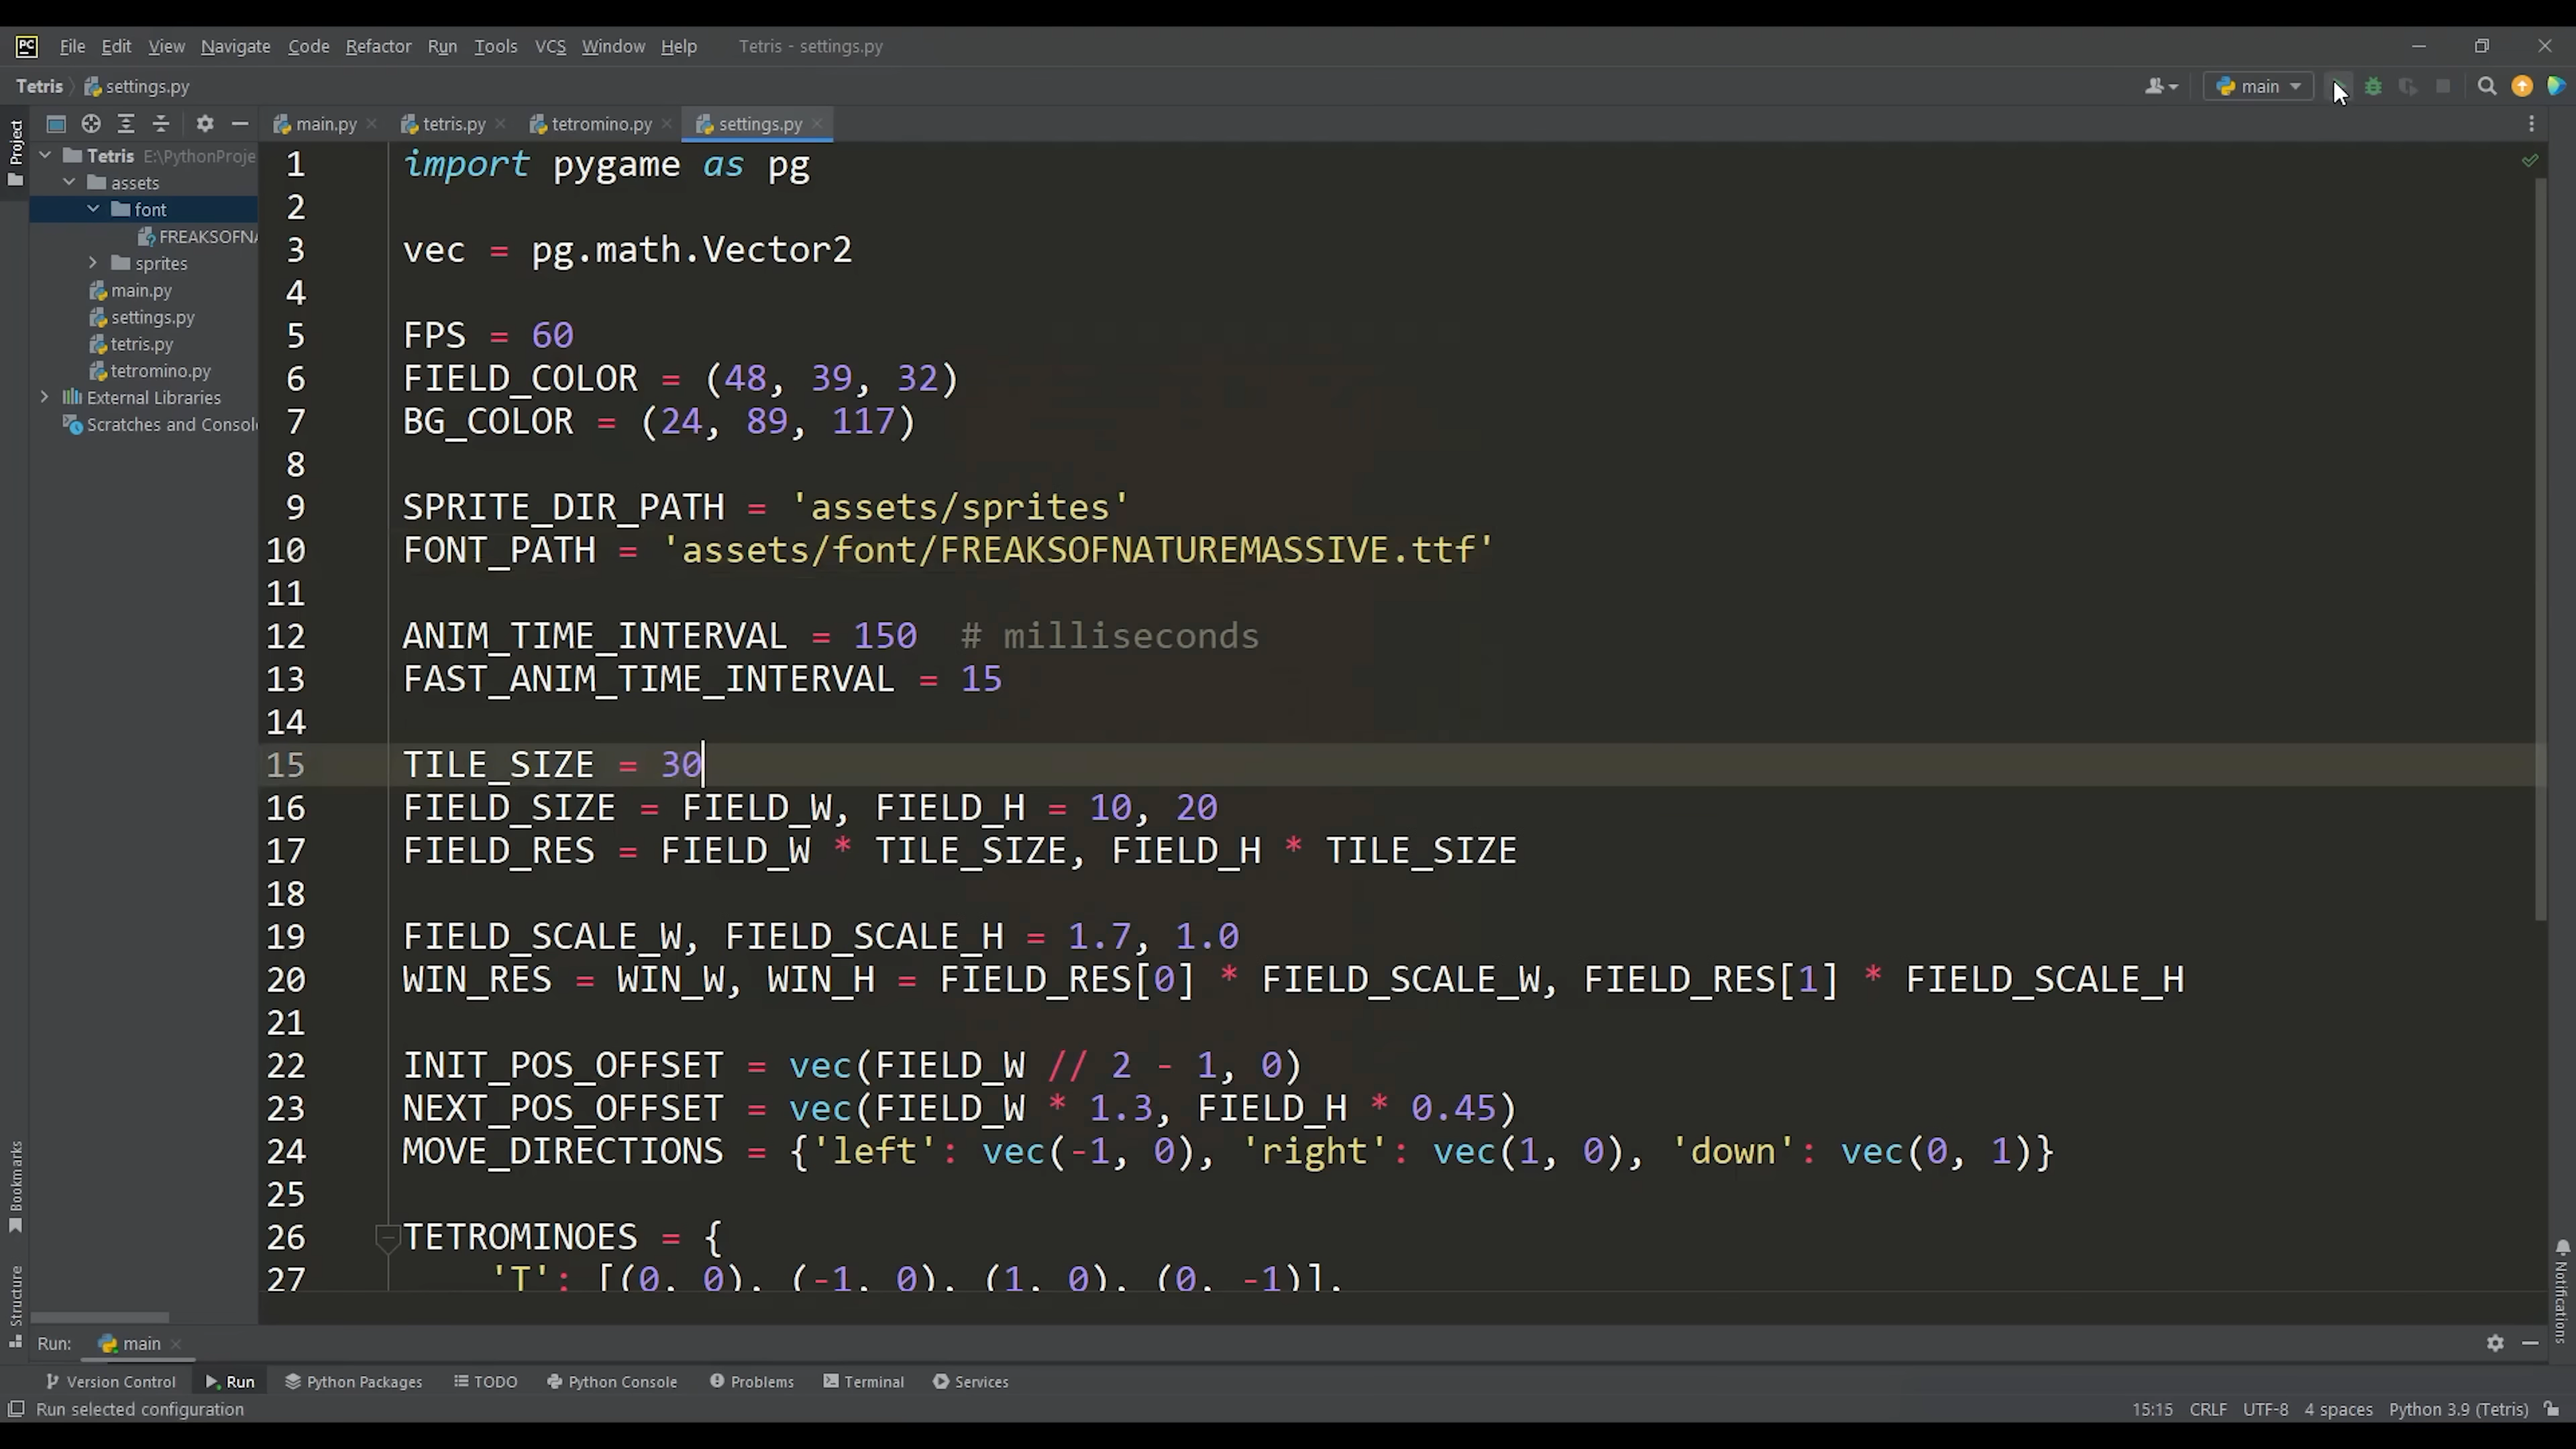 PC File Edit View Navigate Code Refactor Run Tools VCS Window Help Tetris - settings.py
Tetris settings.py main
main.py tetris.py tetromino.py settings.py
Project
Tetris E:\PythonProje
assets
font
FREAKSOFNA
sprites
main.py
settings.py
tetris.py
tetromino.py
External Libraries
Scratches and Consol
1 import pygame as pg
2
3 vec = pg.math.Vector2
4
5 FPS = 60
6 FIELD_COLOR = (48, 39, 32)
7 BG_COLOR = (24, 89, 117)
8
9 SPRITE_DIR_PATH = 'assets/sprites'
10 FONT_PATH = 'assets/font/FREAKSOFNATUREMASSIVE.ttf'
11
12 ANIM_TIME_INTERVAL = 150  # milliseconds
13 FAST_ANIM_TIME_INTERVAL = 15
14
15 TILE_SIZE = 30
16 FIELD_SIZE = FIELD_W, FIELD_H = 10, 20
17 FIELD_RES = FIELD_W * TILE_SIZE, FIELD_H * TILE_SIZE
18
19 FIELD_SCALE_W, FIELD_SCALE_H = 1.7, 1.0
20 WIN_RES = WIN_W, WIN_H = FIELD_RES[0] * FIELD_SCALE_W, FIELD_RES[1] * FIELD_SCALE_H
21
22 INIT_POS_OFFSET = vec(FIELD_W // 2 - 1, 0)
23 NEXT_POS_OFFSET = vec(FIELD_W * 1.3, FIELD_H * 0.45)
24 MOVE_DIRECTIONS = {'left': vec(-1, 0), 'right': vec(1, 0), 'down': vec(0, 1)}
25
26 TETROMINOES = {
27 'T': [(0, 0), (-1, 0), (1, 0), (0, -1)],
Bookmarks
Structure
Notifications
Run: main
Version Control Run Python Packages TODO Python Console Problems Terminal Services
Run selected configuration 15:15 CRLF UTF-8 4 spaces Python 3.9 (Tetris)